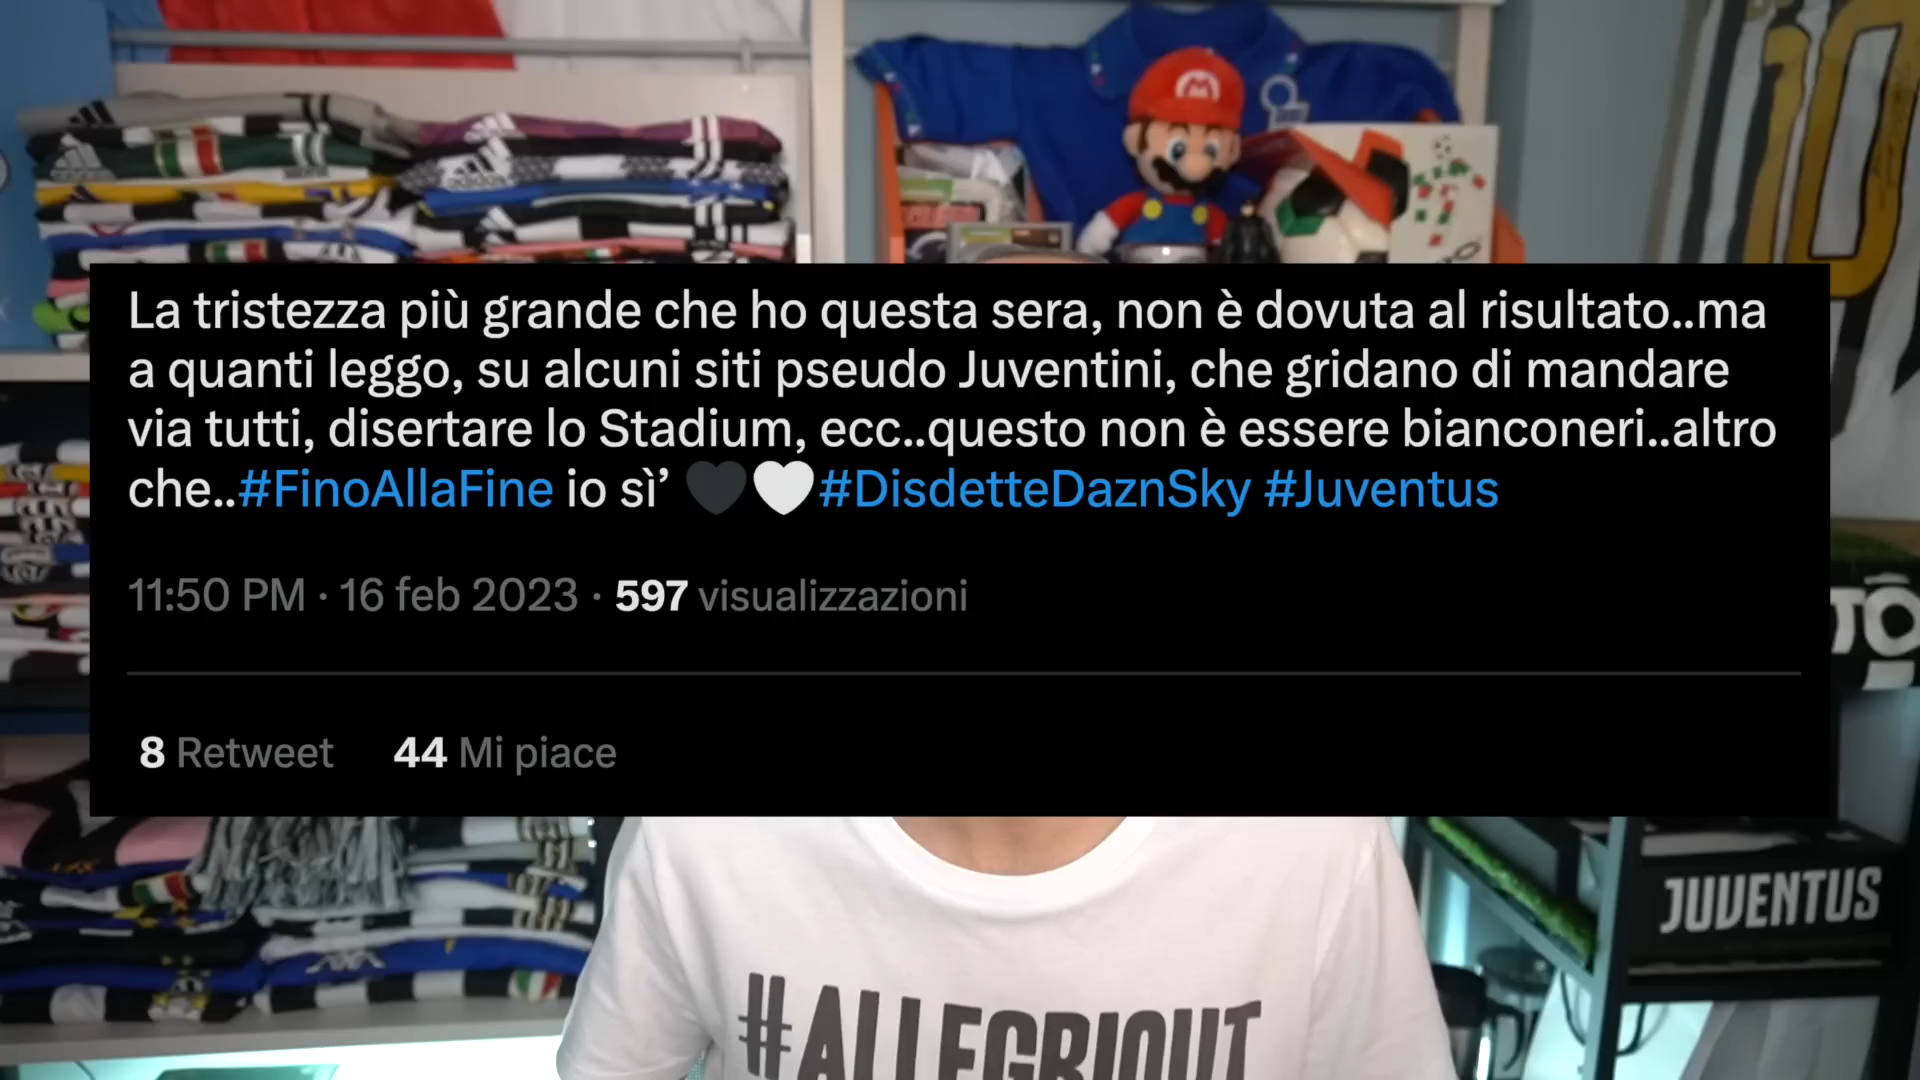 La tristezza più grande che ho questa sera, non è dovuta al risultato..ma
a quanti leggo, su alcuni siti pseudo Juventini, che gridano di mandare
via tutti, disertare lo Stadium, ecc..questo non è essere bianconeri..altro
che..#FinoAllaFine io sì’ 🖤🤍#DisdetteDaznSky #Juventus
11:50 PM · 16 feb 2023 · 597 visualizzazioni
8 Retweet 44 Mi piace
JUVENTUS
#ALLEGRIOUT
10